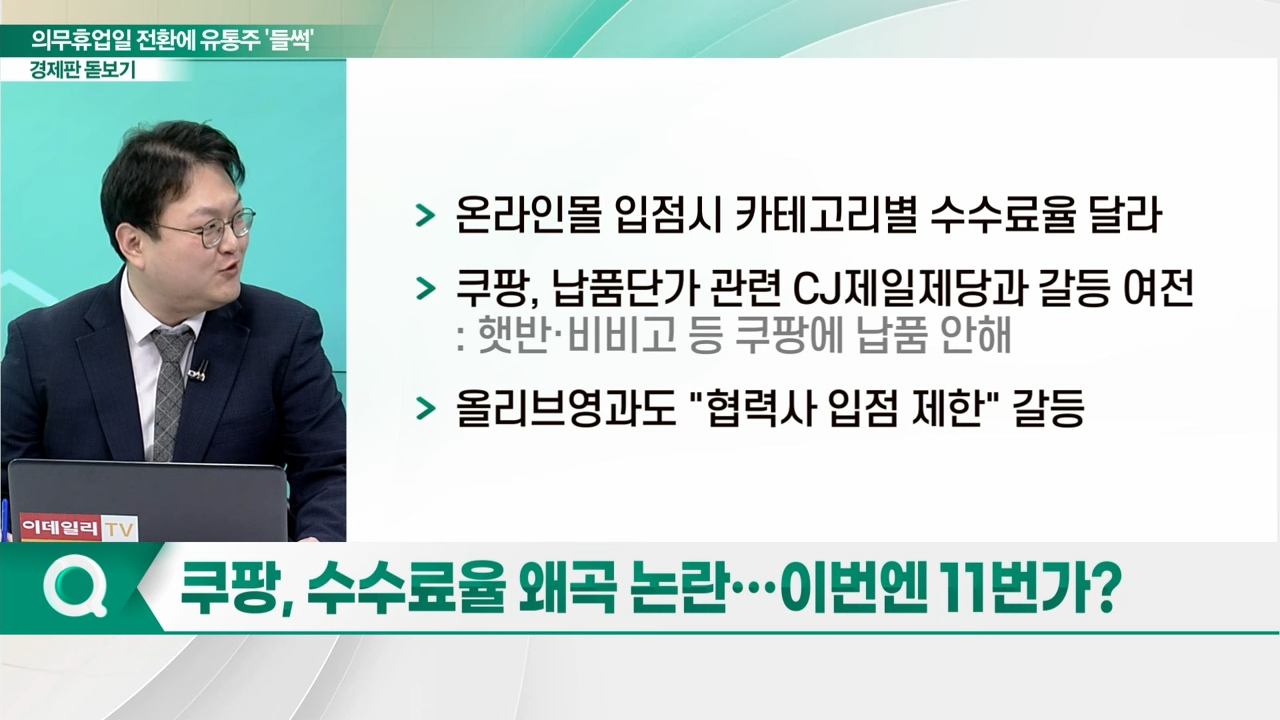 의무휴업일 전환에 유통주 '들썩'
경제판 돋보기
> 온라인몰 입점시 카테고리별 수수료율 달라
> 쿠팡, 납품단가 관련 CJ제일제당과 갈등 여전
: 햇반·비비고 등 쿠팡에 납품 안해
> 올리브영과도 "협력사 입점 제한" 갈등
이데일리 TV
쿠팡, 수수료율 왜곡 논란…이번엔 11번가?